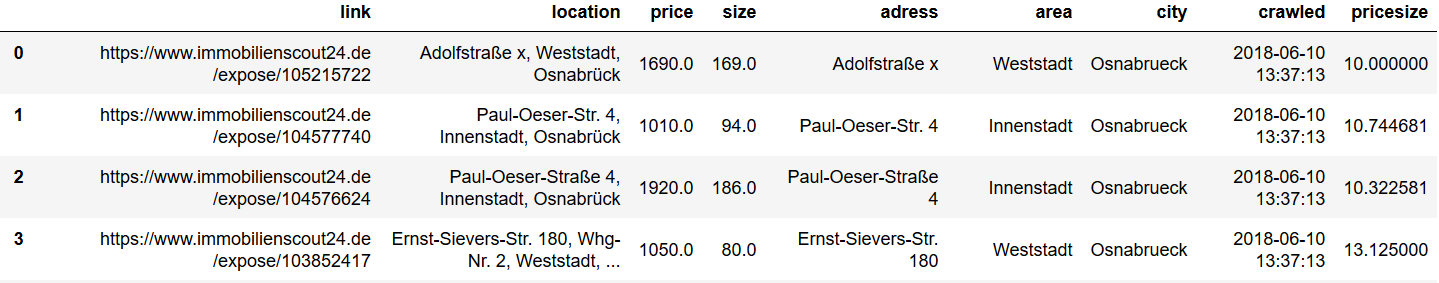 link location price size adress area city crawled pricesize
0 https://www.immobilienscout24.de Adolfstraße x, Weststadt, 1690.0 169.0 Adolfstraße x Weststadt Osnabrueck 2018-06-10 10.000000
/expose/105215722 Osnabrück 13:37:13
1 https://www.immobilienscout24.de Paul-Oeser-Str. 4, 1010.0 94.0 Paul-Oeser-Str. 4 Innenstadt Osnabrueck 2018-06-10 10.744681
/expose/104577740 Innenstadt, Osnabrück 13:37:13
2 https://www.immobilienscout24.de Paul-Oeser-Straße 4, 1920.0 186.0 Paul-Oeser-Straße Innenstadt Osnabrueck 2018-06-10 10.322581
/expose/104576624 Innenstadt, Osnabrück 4 13:37:13
3 https://www.immobilienscout24.de Ernst-Sievers-Str. 180, Whg- 1050.0 80.0 Ernst-Sievers-Str. Weststadt Osnabrueck 2018-06-10 13.125000
/expose/103852417 Nr. 2, Weststadt, ... 180 13:37:13